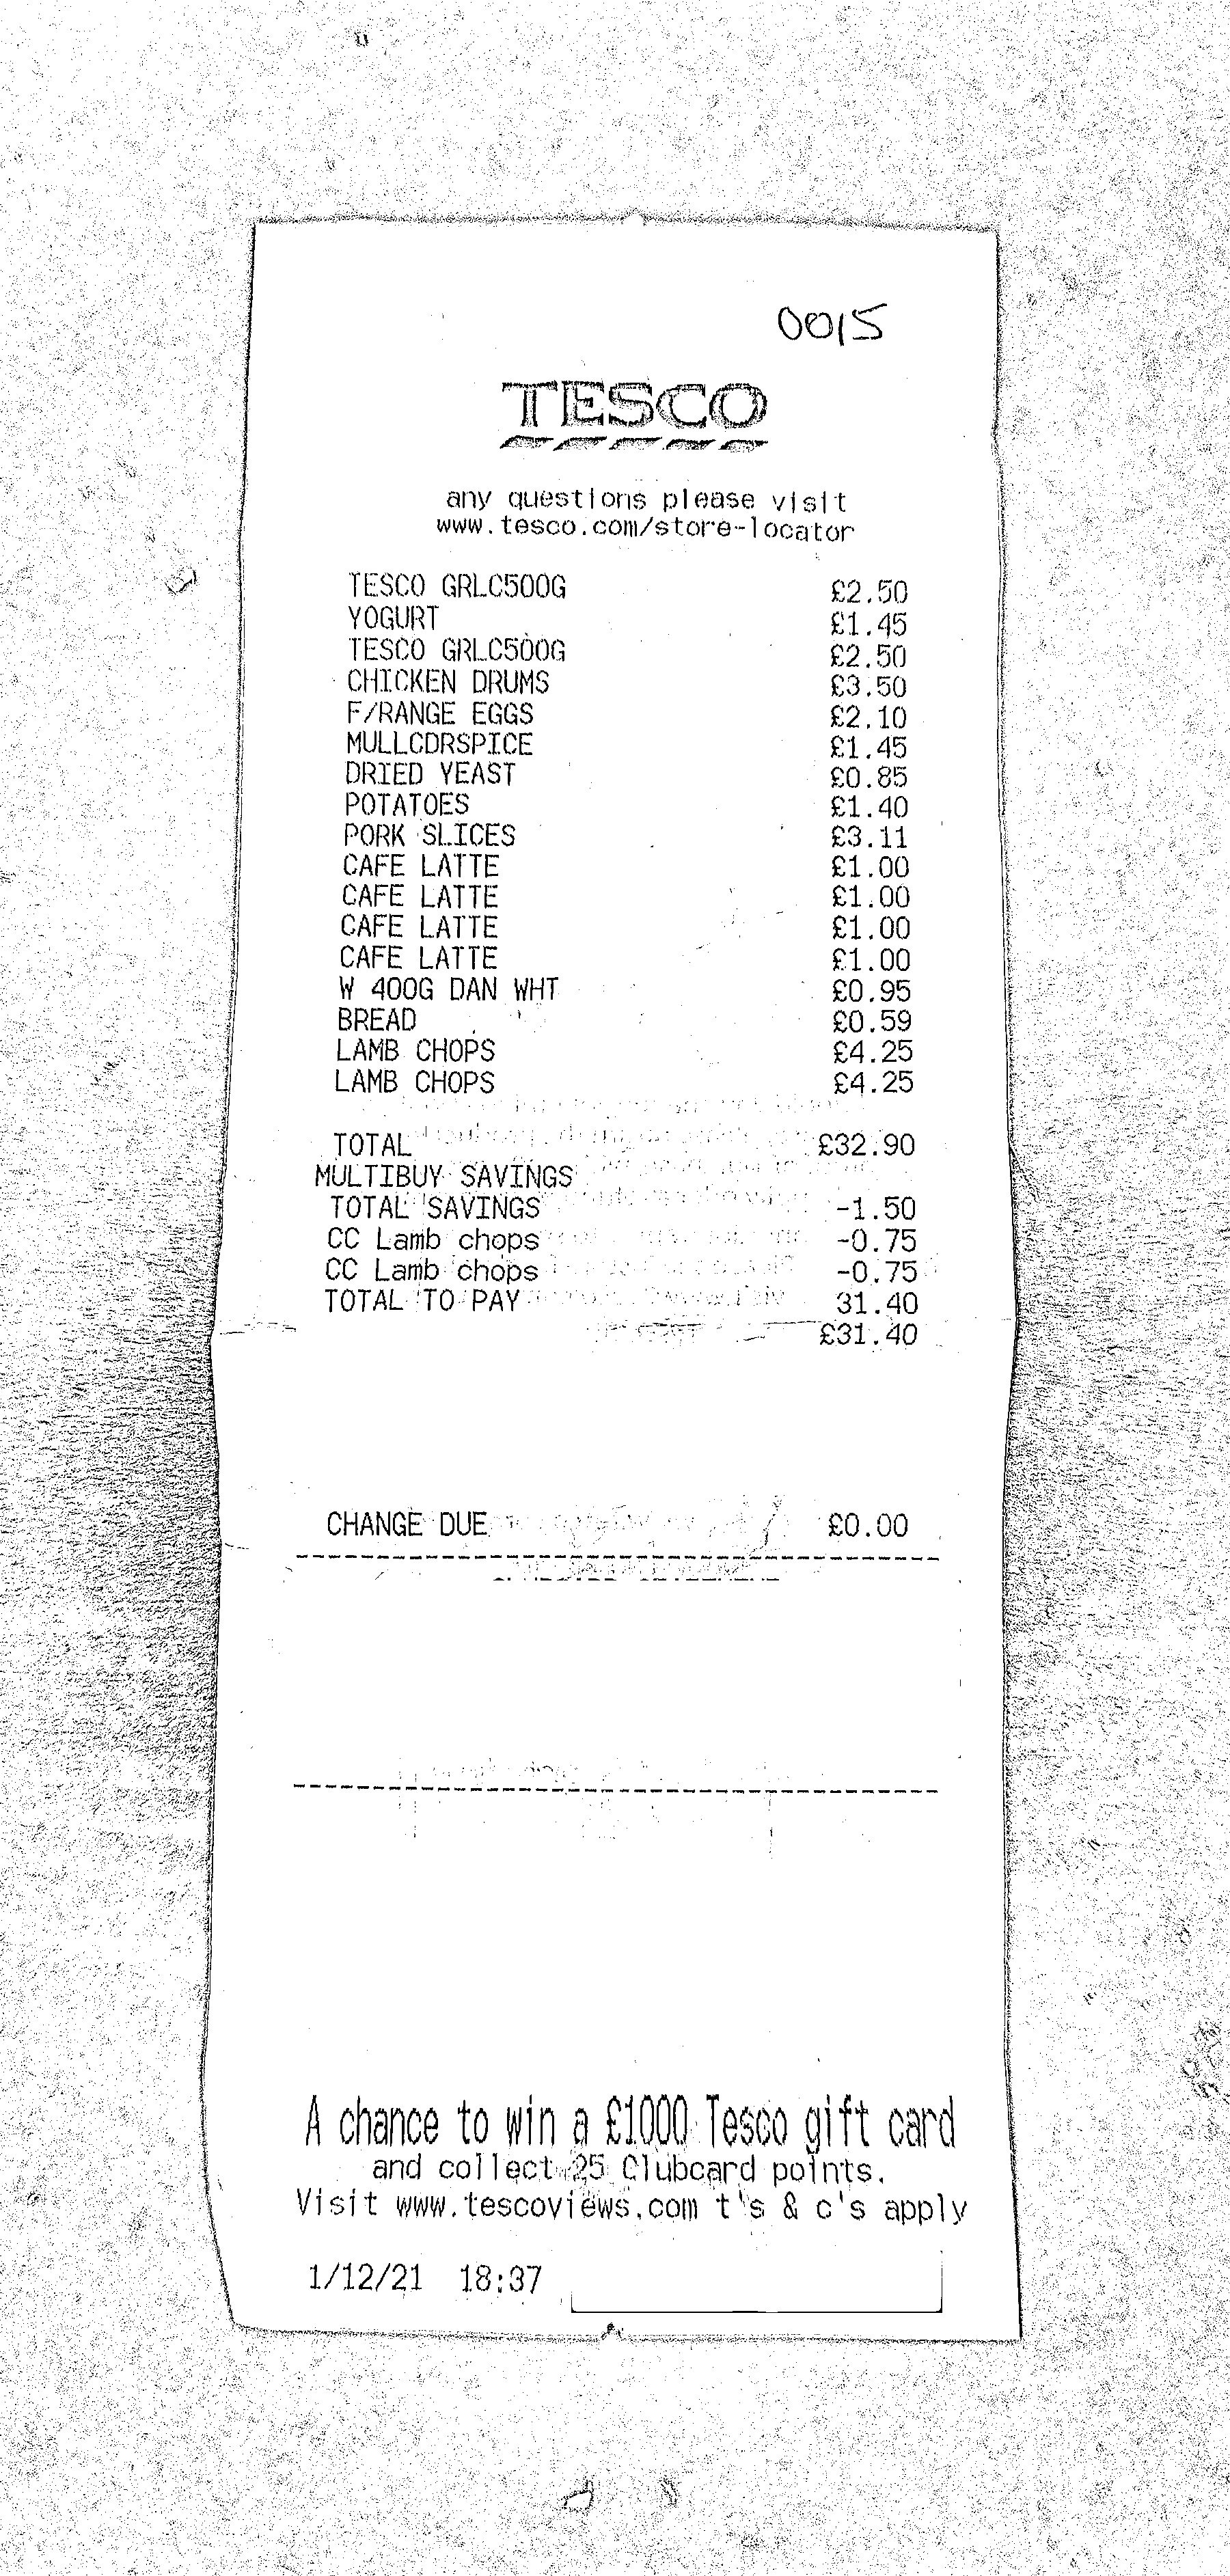 0015
TESCO
any questions please visit
www.tesco.com/store-locator
TESCO GRLC500G £2.50
YOGURT £1.45
TESCO GRLC500G £2.50
CHICKEN DRUMS £3.50
F/RANGE EGGS £2.10
MULLCDRSPICE £1.45
DRIED YEAST £0.85
POTATOES £1.40
PORK SLICES £3.11
CAFE LATTE £1.00
CAFE LATTE £1.00
CAFE LATTE £1.00
CAFE LATTE £1.00
W 400G DAN WHT £0.95
BREAD £0.59
LAMB CHOPS £4.25
LAMB CHOPS £4.25
TOTAL £32.90
MULTIBUY SAVINGS
TOTAL SAVINGS -1.50
CC Lamb chops -0.75
CC Lamb chops -0.75
TOTAL TO PAY 31.40
£31.40
CHANGE DUE £0.00
A chance to win a £1000 Tesco gift card
and collect 25 Clubcard points.
Visit www.tescoviews.com t's & c's apply
1/12/21 18:37